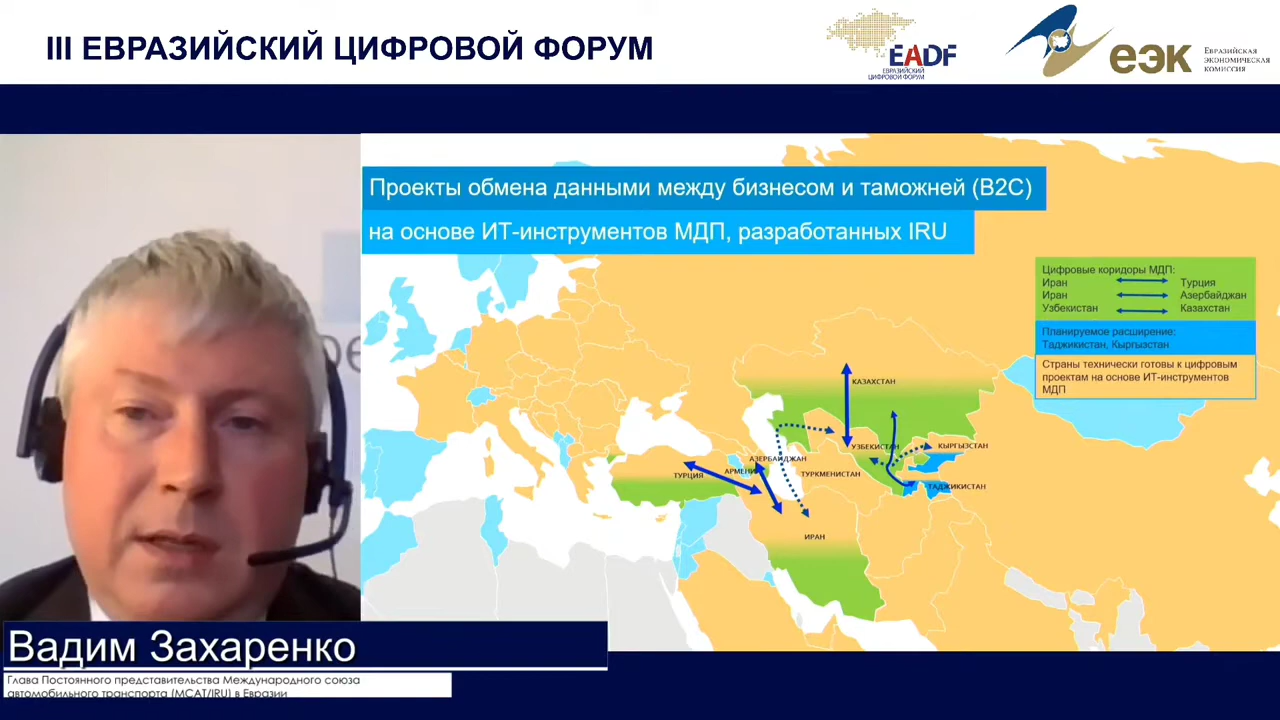 III ЕВРАЗИЙСКИЙ ЦИФРОВОЙ ФОРУМ
EADF
ЕВРАЗИЙСКИЙ
ЦИФРОВОЙ ФОРУМ
еэк
ЕВРАЗИЙСКАЯ
ЭКОНОМИЧЕСКАЯ
КОМИССИЯ
Проекты обмена данными между бизнесом и таможней (B2C)
на основе ИТ-инструментов МДП, разработанных IRU
Цифровые коридоры МДП:
Иран Турция
Иран Азербайджан
Узбекистан Казахстан
Планируемое расширение:
Таджикистан, Кыргызстан
Страны технически готовы к цифровым
проектам на основе ИТ-инструментов
МДП
КАЗАХСТАН
УЗБЕКИСТАН
КЫРГЫЗСТАН
АЗЕРБАЙДЖАН
АРМЕНИ
ТУРЦИЯ
ТУРКМЕНИСТАН
ТАДЖИКИСТАН
ИРАН
Вадим Захаренко
Глава Постоянного представительства Международного союза
автомобильного транспорта (МСАТ/IRU) в Евразии